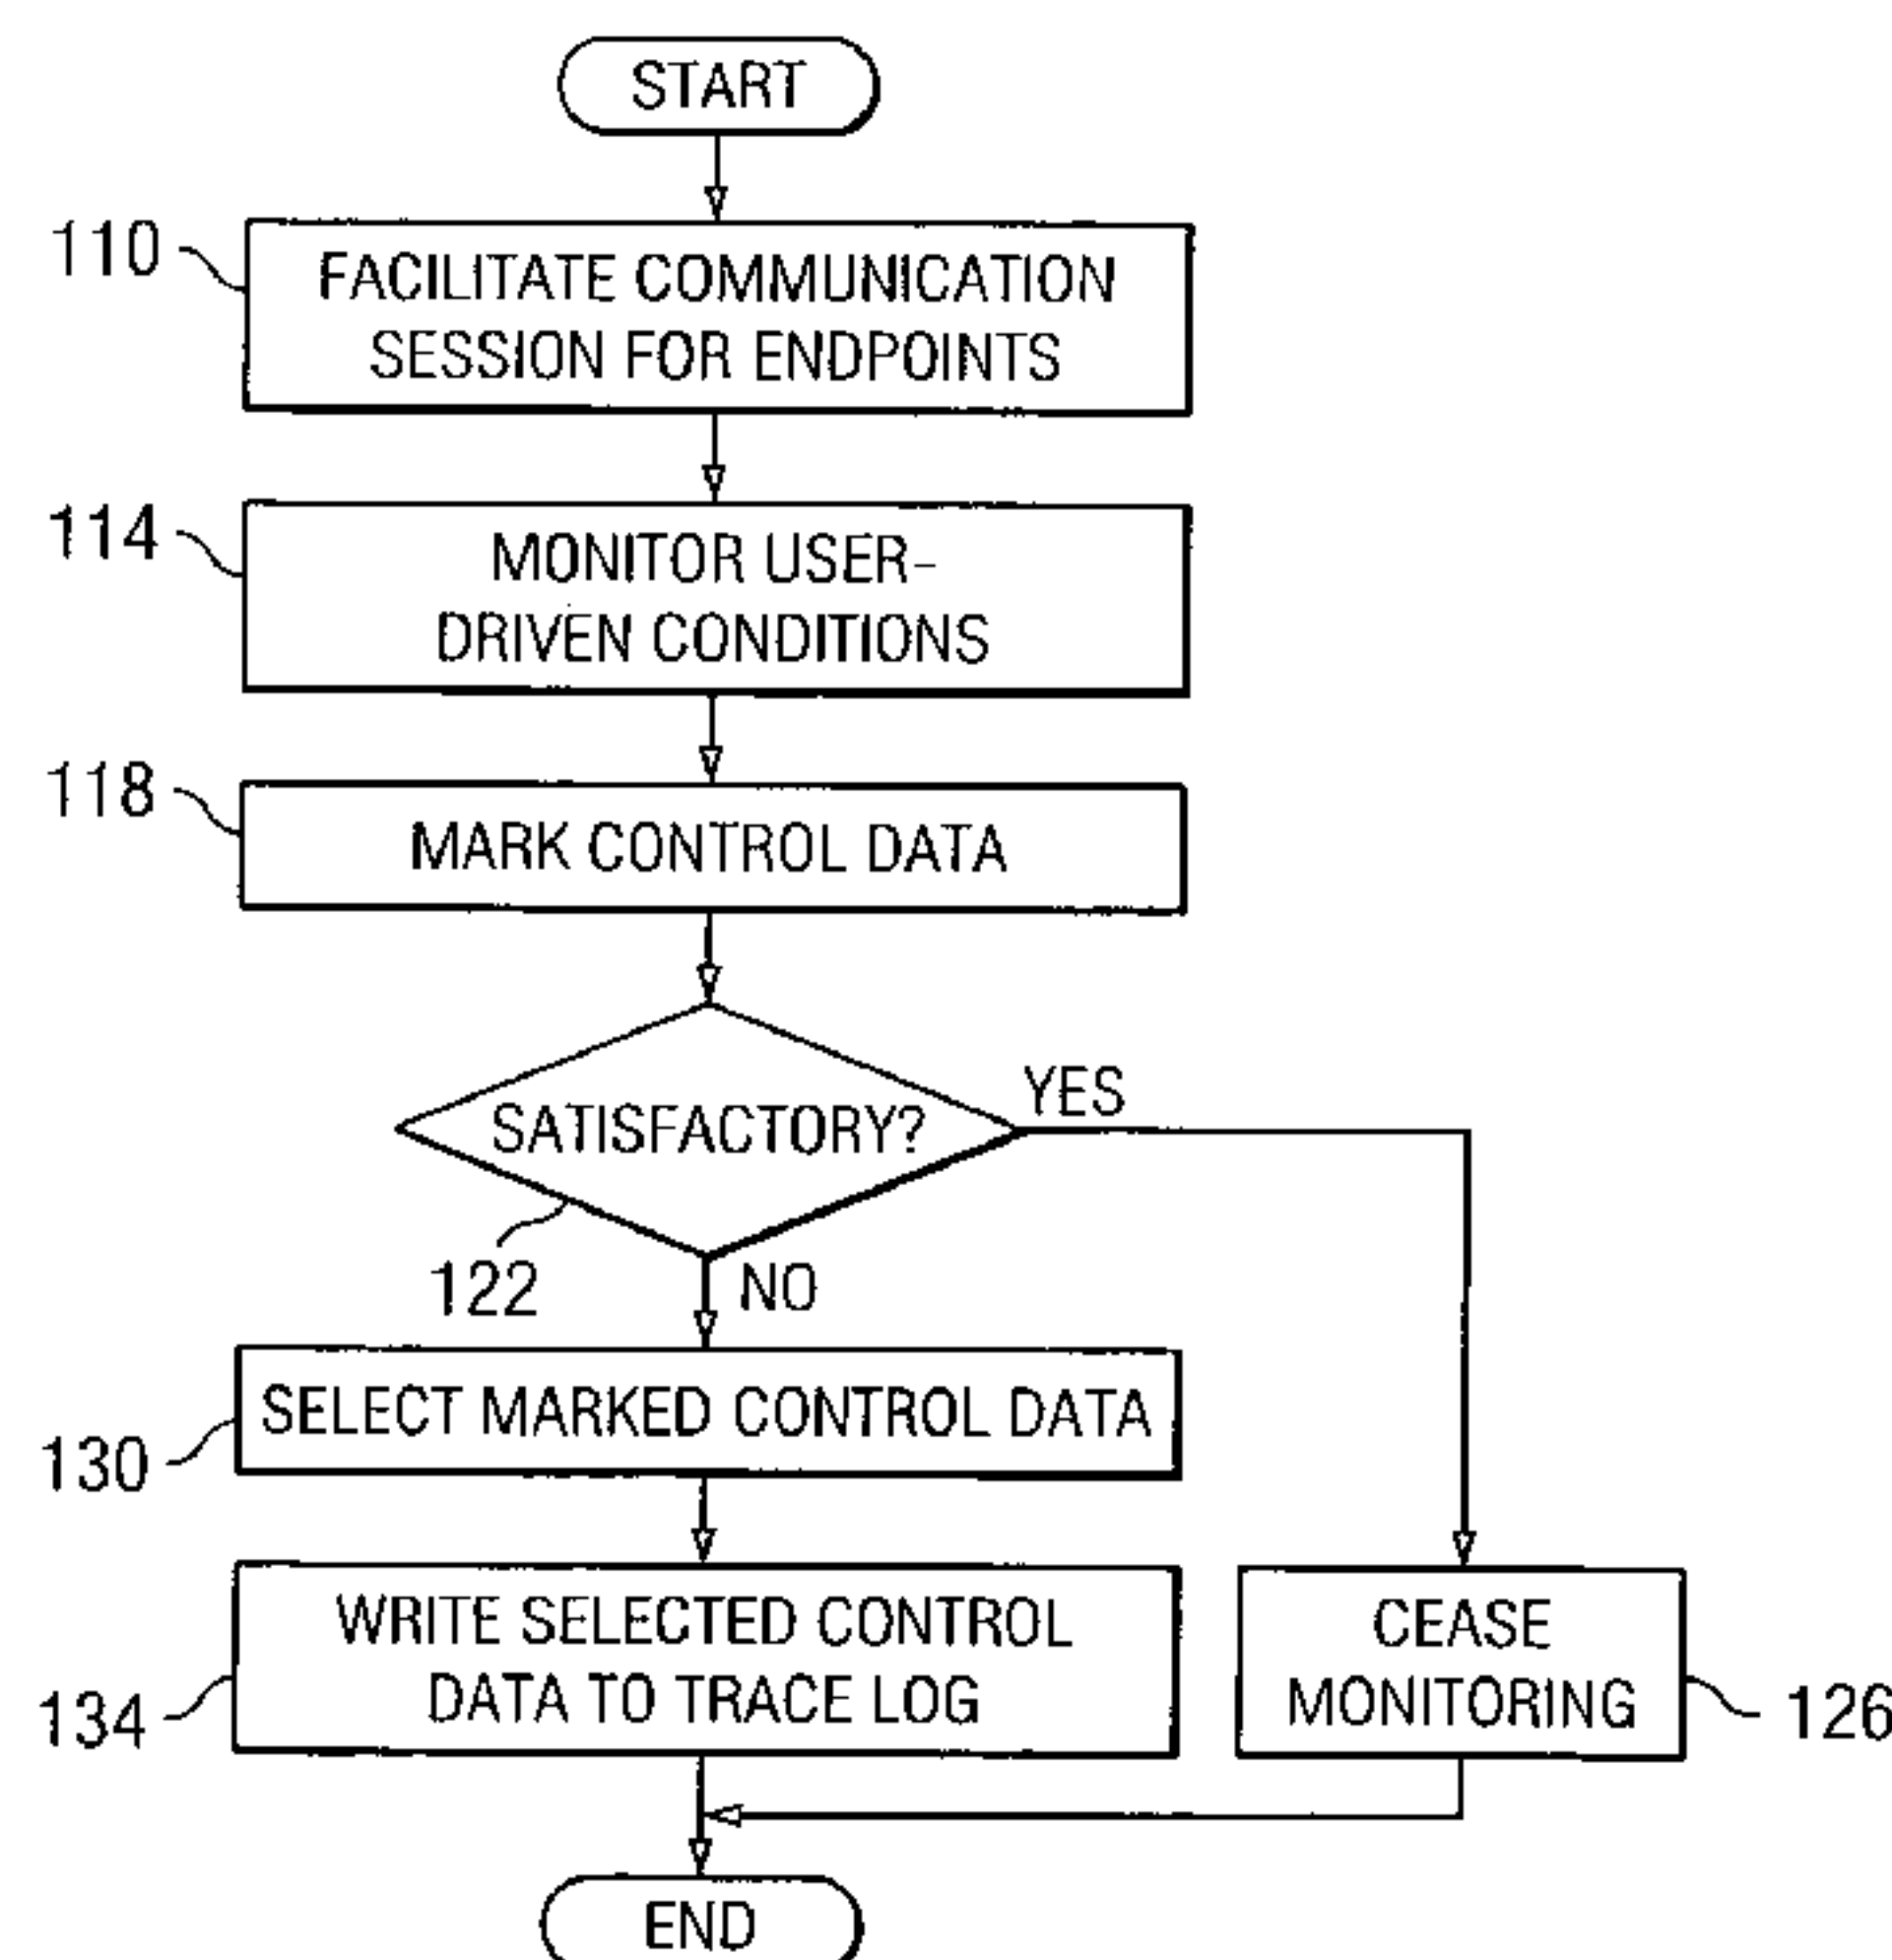 START
110
FACILITATE COMMUNICATION
SESSION FOR ENDPOINTS
114
MONITOR USER-
DRIVEN CONDITIONS
118
MARK CONTROL DATA
SATISFACTORY?
YES
122
NO
SELECT MARKED CONTROL DATA
130
WRITE SELECTED CONTROL
DATA TO TRACE LOG
134
CEASE
MONITORING
126
END